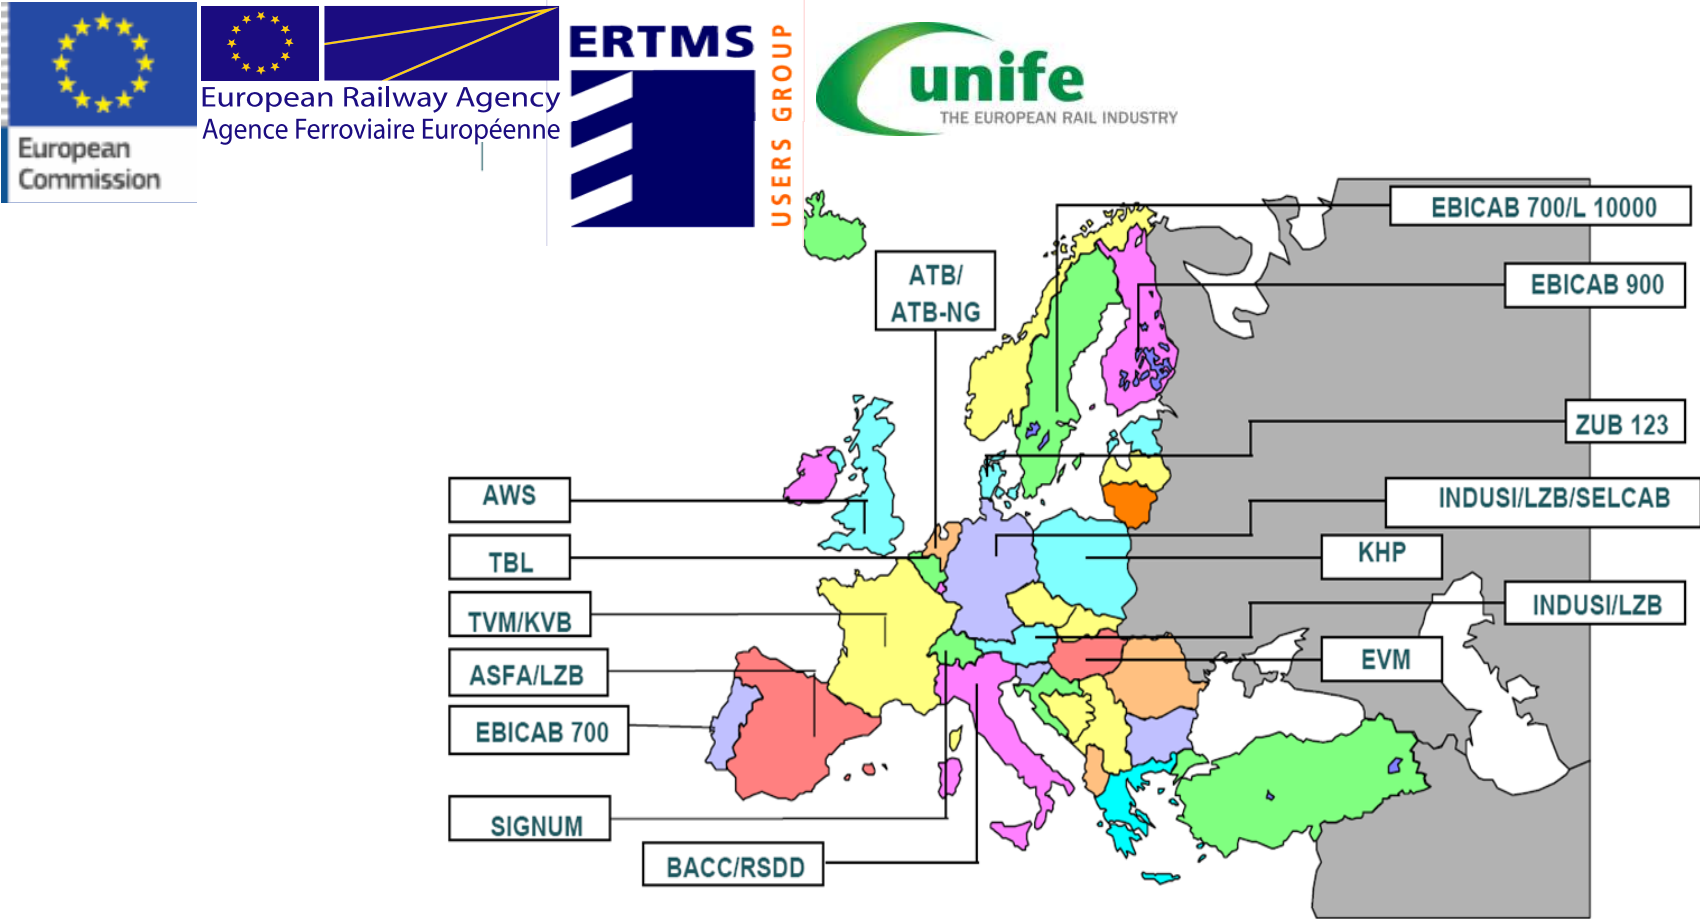 European
Commission
European Railway Agency
Agence Ferroviaire Européenne
ERTMS
USERS GROUP
unife
THE EUROPEAN RAIL INDUSTRY
EBICAB 700/L 10000
ATB/
ATB-NG
EBICAB 900
ZUB 123
AWS
INDUSI/LZB/SELCAB
TBL
KHP
TVM/KVB
INDUSI/LZB
ASFA/LZB
EVM
EBICAB 700
SIGNUM
BACC/RSDD